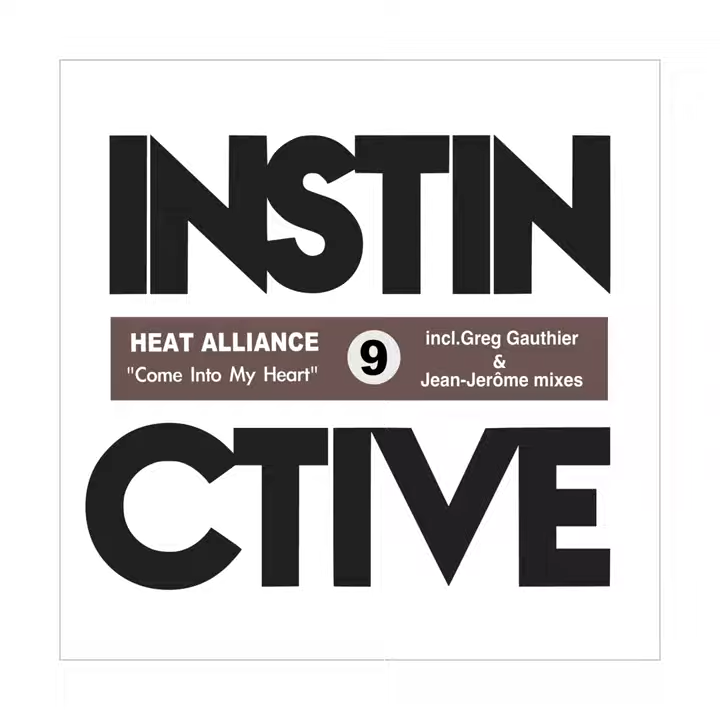 INSTIN
HEAT ALLIANCE
"Come Into My Heart"
9
incl.Greg Gauthier
&
Jean-Jerôme mixes
CTIVE